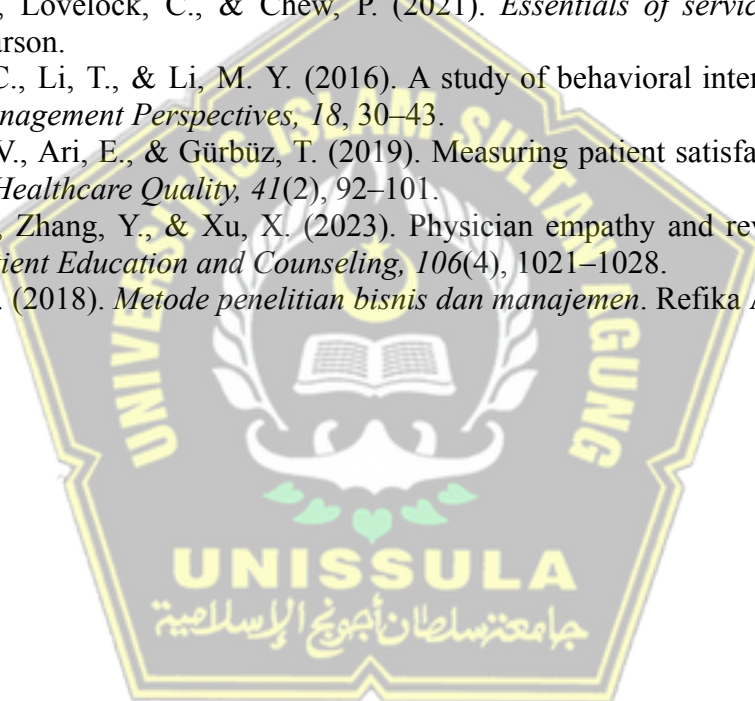 , Lovelock, C., & Chew, P. (2021). Essentials of servic
arson.
C., Li, T., & Li, M. Y. (2016). A study of behavioral inter
nagement Perspectives, 18, 30–43.
V., Ari, E., & Gürbüz, T. (2019). Measuring patient satisfa
Healthcare Quality, 41(2), 92–101.
, Zhang, Y., & Xu, X. (2023). Physician empathy and rev
tient Education and Counseling, 106(4), 1021–1028.
. (2018). Metode penelitian bisnis dan manajemen. Refika A
UNIVERSITAS ISLAM SULTAN AGUNG
UNISSULA
جامعتسلطان أجونج الإسلامية